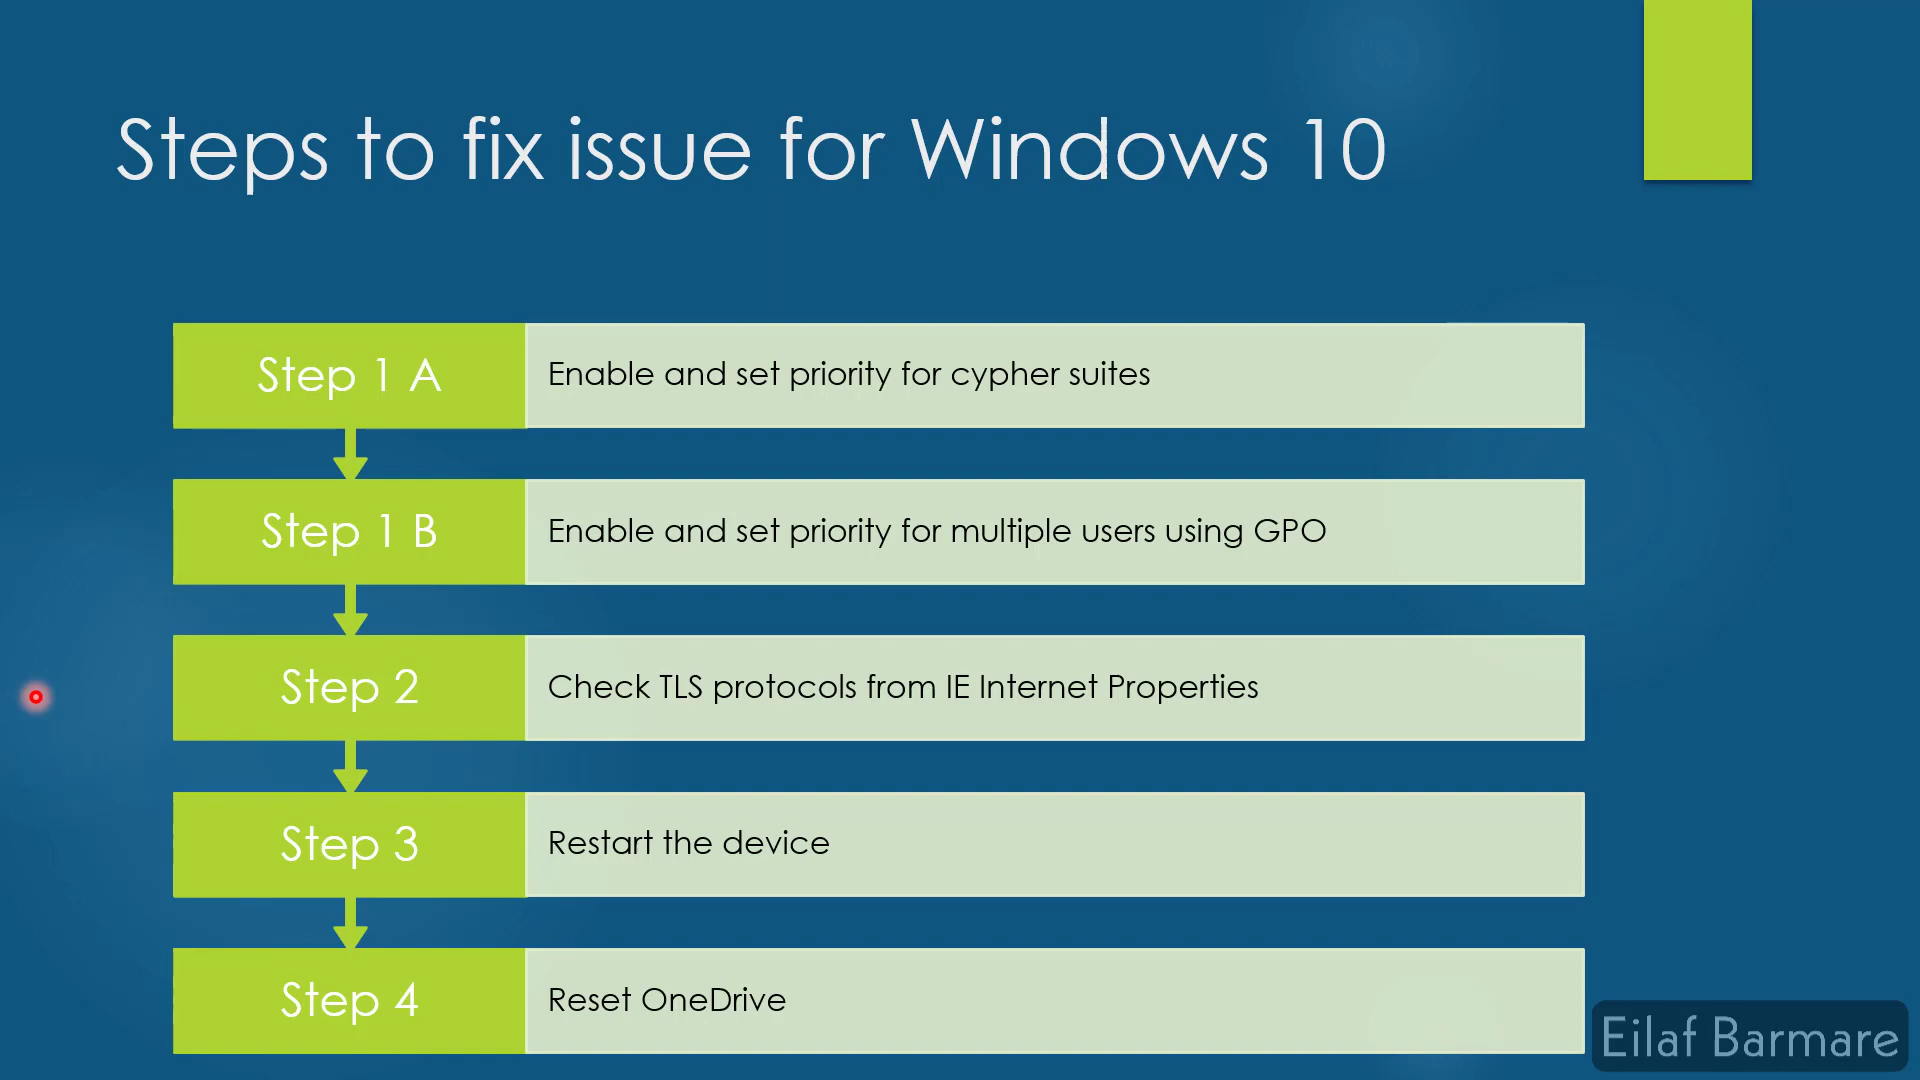 Steps to fix issue for Windows 10
Step 1 A
Enable and set priority for cypher suites
Step 1 B
Enable and set priority for multiple users using GPO
Step 2
Check TLS protocols from IE Internet Properties
Step 3
Restart the device
Step 4
Reset OneDrive
Eilaf Barmare